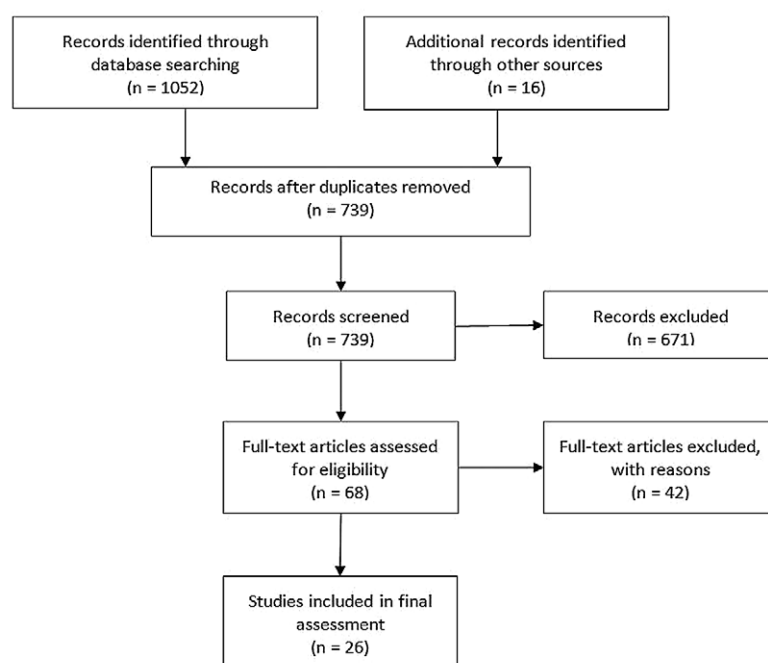 Records identified through
database searching
(n = 1052)
Additional records identified
through other sources
(n = 16)
Records after duplicates removed
(n = 739)
Records screened
(n = 739)
Records excluded
(n = 671)
Full-text articles assessed
for eligibility
(n = 68)
Full-text articles excluded,
with reasons
(n = 42)
Studies included in final
assessment
(n = 26)